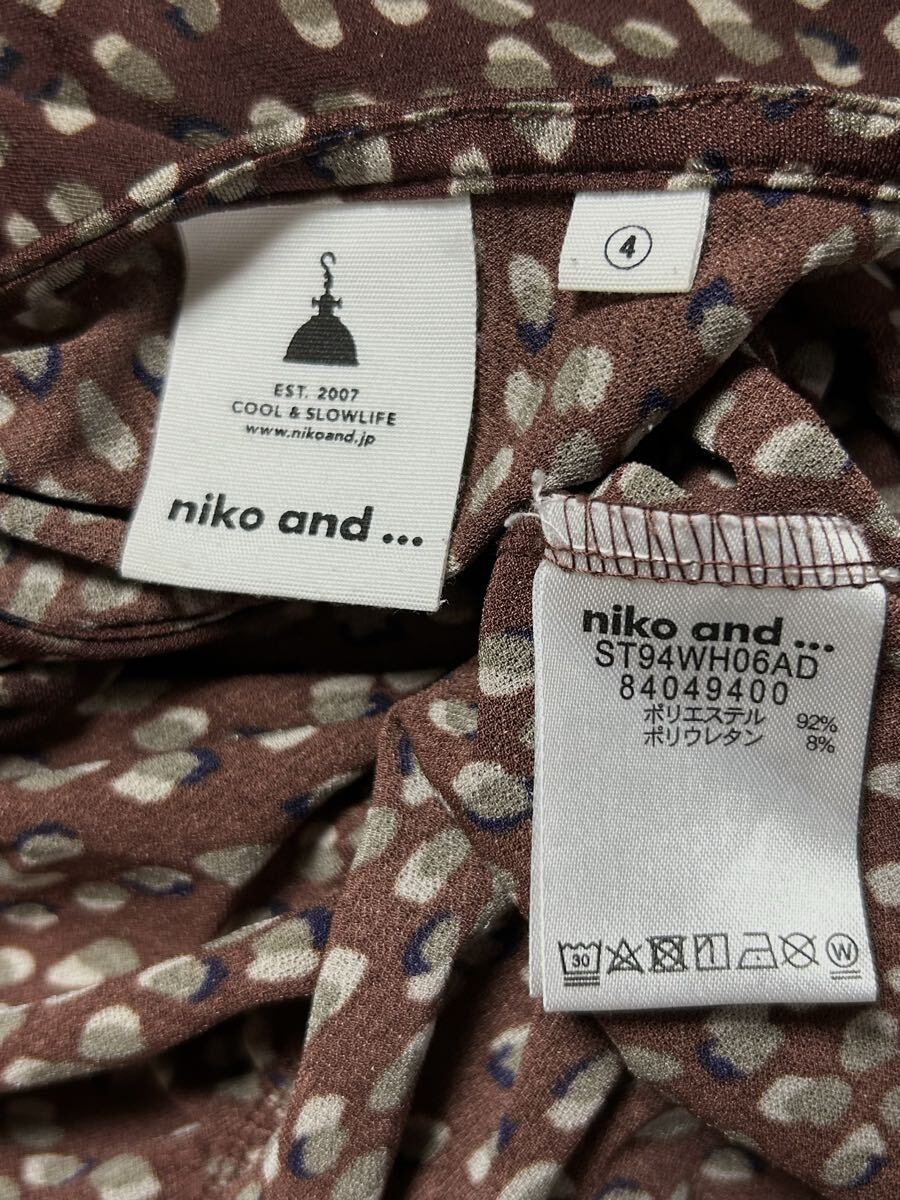 EST. 2007
COOL & SLOWLIFE
www.nikoand.jp
niko and ...
④
niko and ...
ST94WH06AD
84049400
ポリエステル 92%
ポリウレタン 8%
30
W